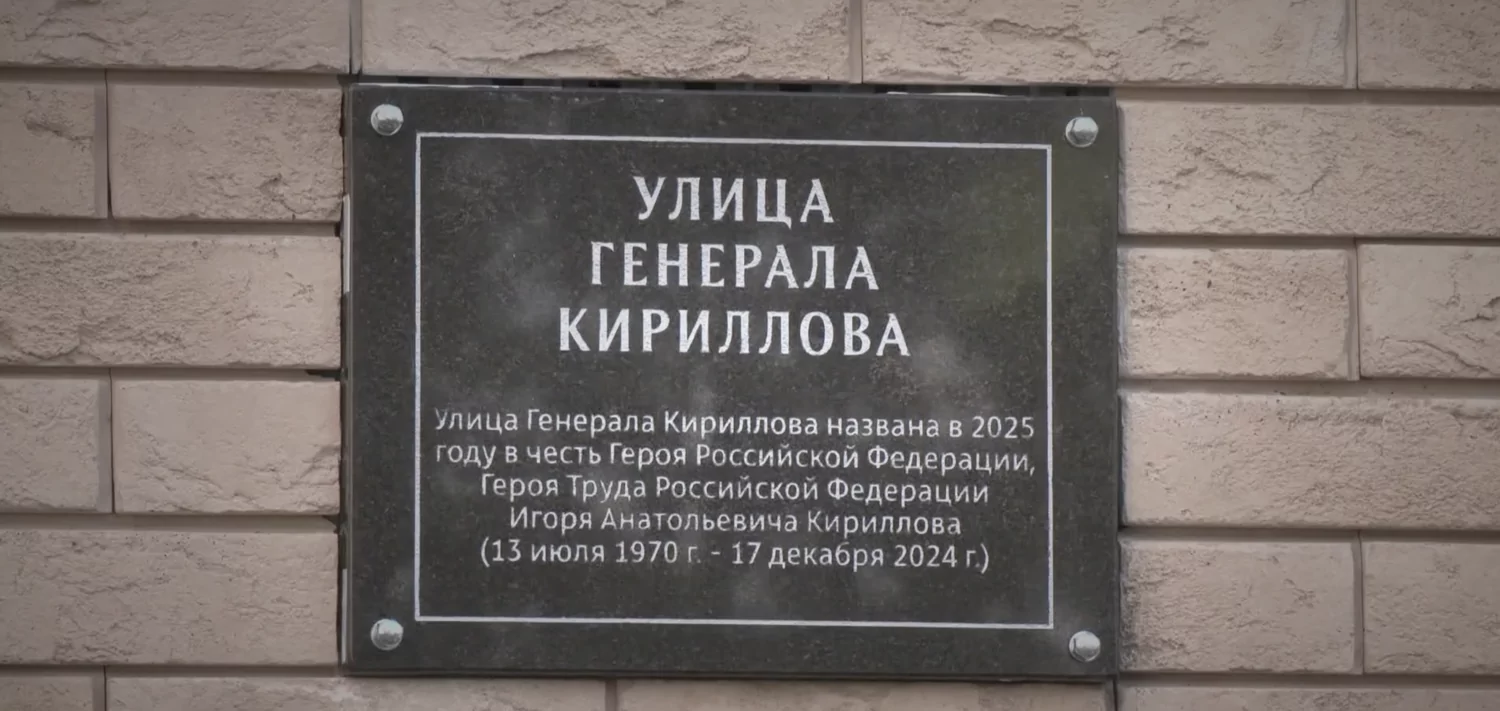 УЛИЦА
ГЕНЕРАЛА
КИРИЛЛОВА
Улица Генерала Кириллова названа в 2025
году в честь Героя Российской Федерации,
Героя Труда Российской Федерации
Игоря Анатольевича Кириллова
(13 июля 1970 г. - 17 декабря 2024 г.)